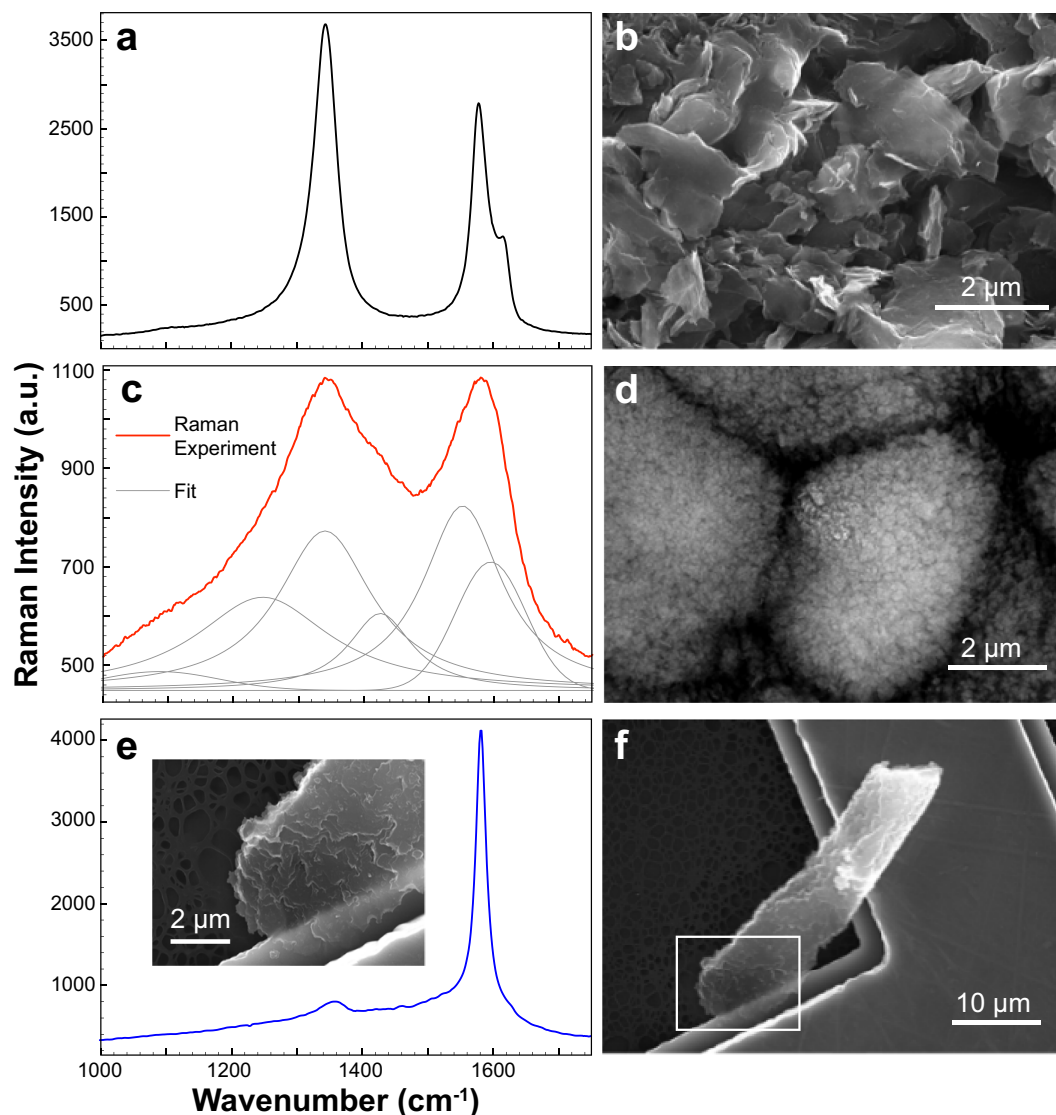 a
3500
2500
1500
500
b
2 µm
c
1100
900
700
500
Raman
Experiment
Fit
d
2 µm
Raman Intensity (a.u.)
e
4000
3000
2000
1000
2 µm
f
10 µm
1000
1200
1400
1600
Wavenumber (cm⁻¹)